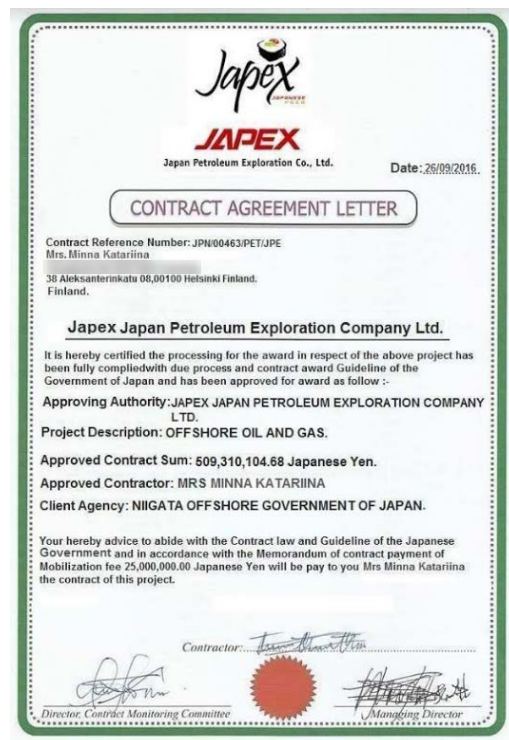 Japex
JAPANESE
FOOD
JAPEX
Japan Petroleum Exploration Co., Ltd.
Date: 26/09/2016.
CONTRACT AGREEMENT LETTER
Contract Reference Number: JPN/00463/PET/JPE
Mrs. Minna Katariina
38 Aleksanterinkatu 08,00100 Helsinki Finland.
Finland.
Japex Japan Petroleum Exploration Company Ltd.
It is hereby certified the processing for the award in respect of the above project has
been fully compliedwith due process and contract award Guideline of the
Government of Japan and has been approved for award as follow :-
Approving Authority:JAPEX JAPAN PETROLEUM EXPLORATION COMPANY
LTD.
Project Description: OFFSHORE OIL AND GAS.
Approved Contract Sum: 509,310,104.68 Japanese Yen.
Approved Contractor: MRS MINNA KATARIINA
Client Agency: NIIGATA OFFSHORE GOVERNMENT OF JAPAN.
Your hereby advice to abide with the Contract law and Guideline of the Japanese
Government and in accordance with the Memorandum of contract payment of
Mobilization fee 25,000,000.00 Japanese Yen will be pay to you Mrs Minna Katariina
the contract of this project.
Contractor:
Director, Contract Monitoring Committee
Managing Director